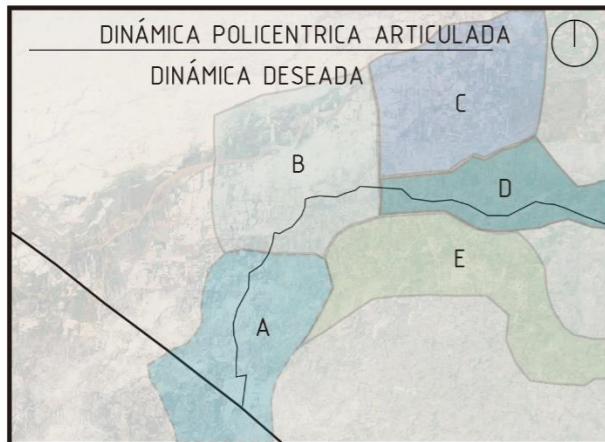 DINÁMICA POLICENTRICA ARTICULADA
DINÁMICA DESEADA
C
B
D
E
A